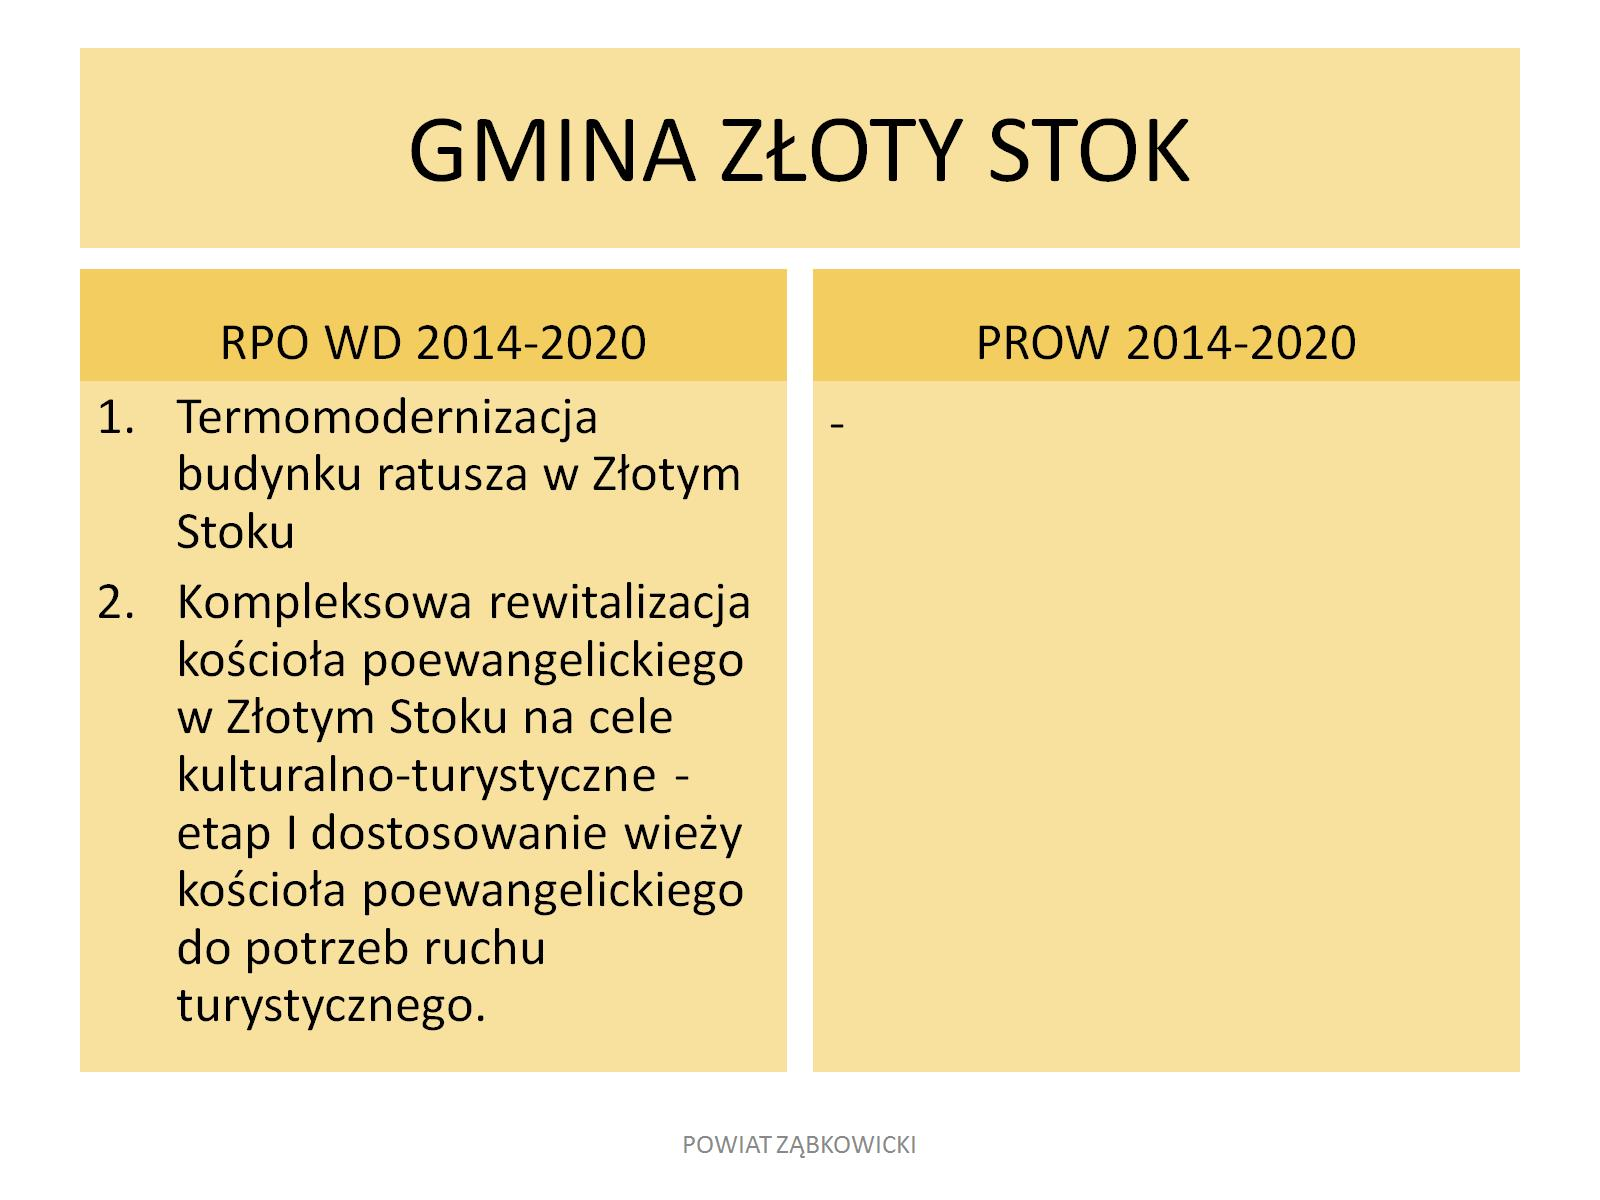 GMINA ZŁOTY STOK
RPO WD 2014-2020
1. Termomodernizacja
budynku ratusza w Złotym
Stoku
2. Kompleksowa rewitalizacja
kościoła poewangelickiego
w Złotym Stoku na cele
kulturalno-turystyczne -
etap I dostosowanie wieży
kościoła poewangelickiego
do potrzeb ruchu
turystycznego.
PROW 2014-2020
-
POWIAT ZĄBKOWICKI